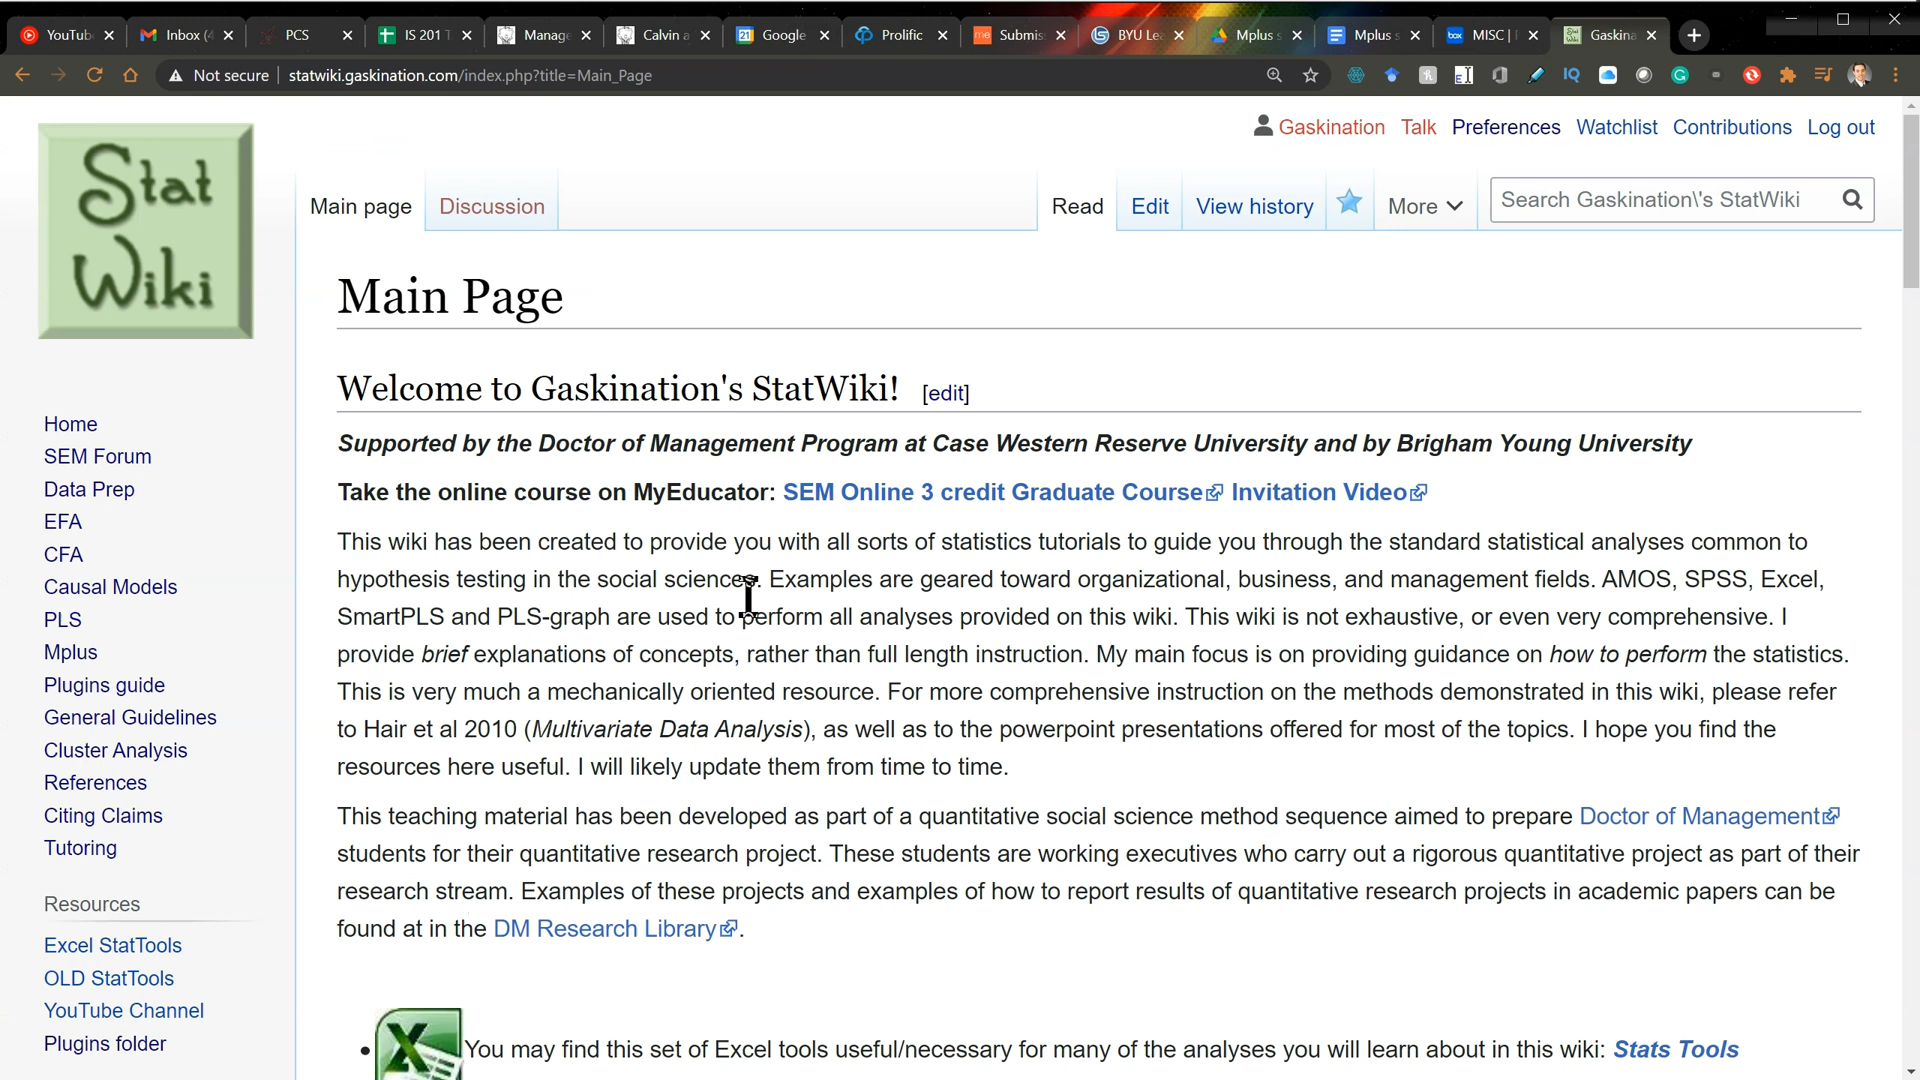 YouTub
Inbox (4
PCS
IS 201 T
Manage
Calvin a
Google
Prolific
Submis
BYU Le
Mplus s
Mplus s
MISC |
Gaskina
Not secure
statwiki.gaskination.com/index.php?title=Main_Page
Gaskination
Talk
Preferences
Watchlist
Contributions
Log out
Stat
Wiki
Main page
Discussion
Read
Edit
View history
More
Search Gaskination\'s StatWiki
Main Page
Welcome to Gaskination's StatWiki! [edit]
Supported by the Doctor of Management Program at Case Western Reserve University and by Brigham Young University
Take the online course on MyEducator: SEM Online 3 credit Graduate Course Invitation Video
This wiki has been created to provide you with all sorts of statistics tutorials to guide you through the standard statistical analyses common to
hypothesis testing in the social sciences. Examples are geared toward organizational, business, and management fields. AMOS, SPSS, Excel,
SmartPLS and PLS-graph are used to perform all analyses provided on this wiki. This wiki is not exhaustive, or even very comprehensive. I
provide brief explanations of concepts, rather than full length instruction. My main focus is on providing guidance on how to perform the statistics.
This is very much a mechanically oriented resource. For more comprehensive instruction on the methods demonstrated in this wiki, please refer
to Hair et al 2010 (Multivariate Data Analysis), as well as to the powerpoint presentations offered for most of the topics. I hope you find the
resources here useful. I will likely update them from time to time.
This teaching material has been developed as part of a quantitative social science method sequence aimed to prepare Doctor of Management
students for their quantitative research project. These students are working executives who carry out a rigorous quantitative project as part of their
research stream. Examples of these projects and examples of how to report results of quantitative research projects in academic papers can be
found at in the DM Research Library.
You may find this set of Excel tools useful/necessary for many of the analyses you will learn about in this wiki: Stats Tools
Home
SEM Forum
Data Prep
EFA
CFA
Causal Models
PLS
Mplus
Plugins guide
General Guidelines
Cluster Analysis
References
Citing Claims
Tutoring
Resources
Excel StatTools
OLD StatTools
YouTube Channel
Plugins folder